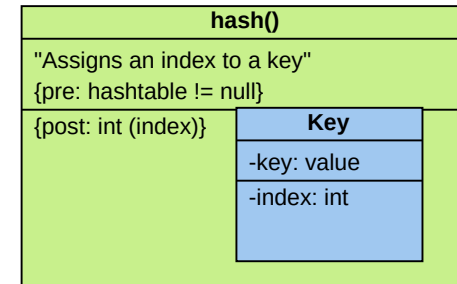 hash()
"Assigns an index to a key"
{pre: hashtable != null}
{post: int (index)}
Key
-key: value
-index: int